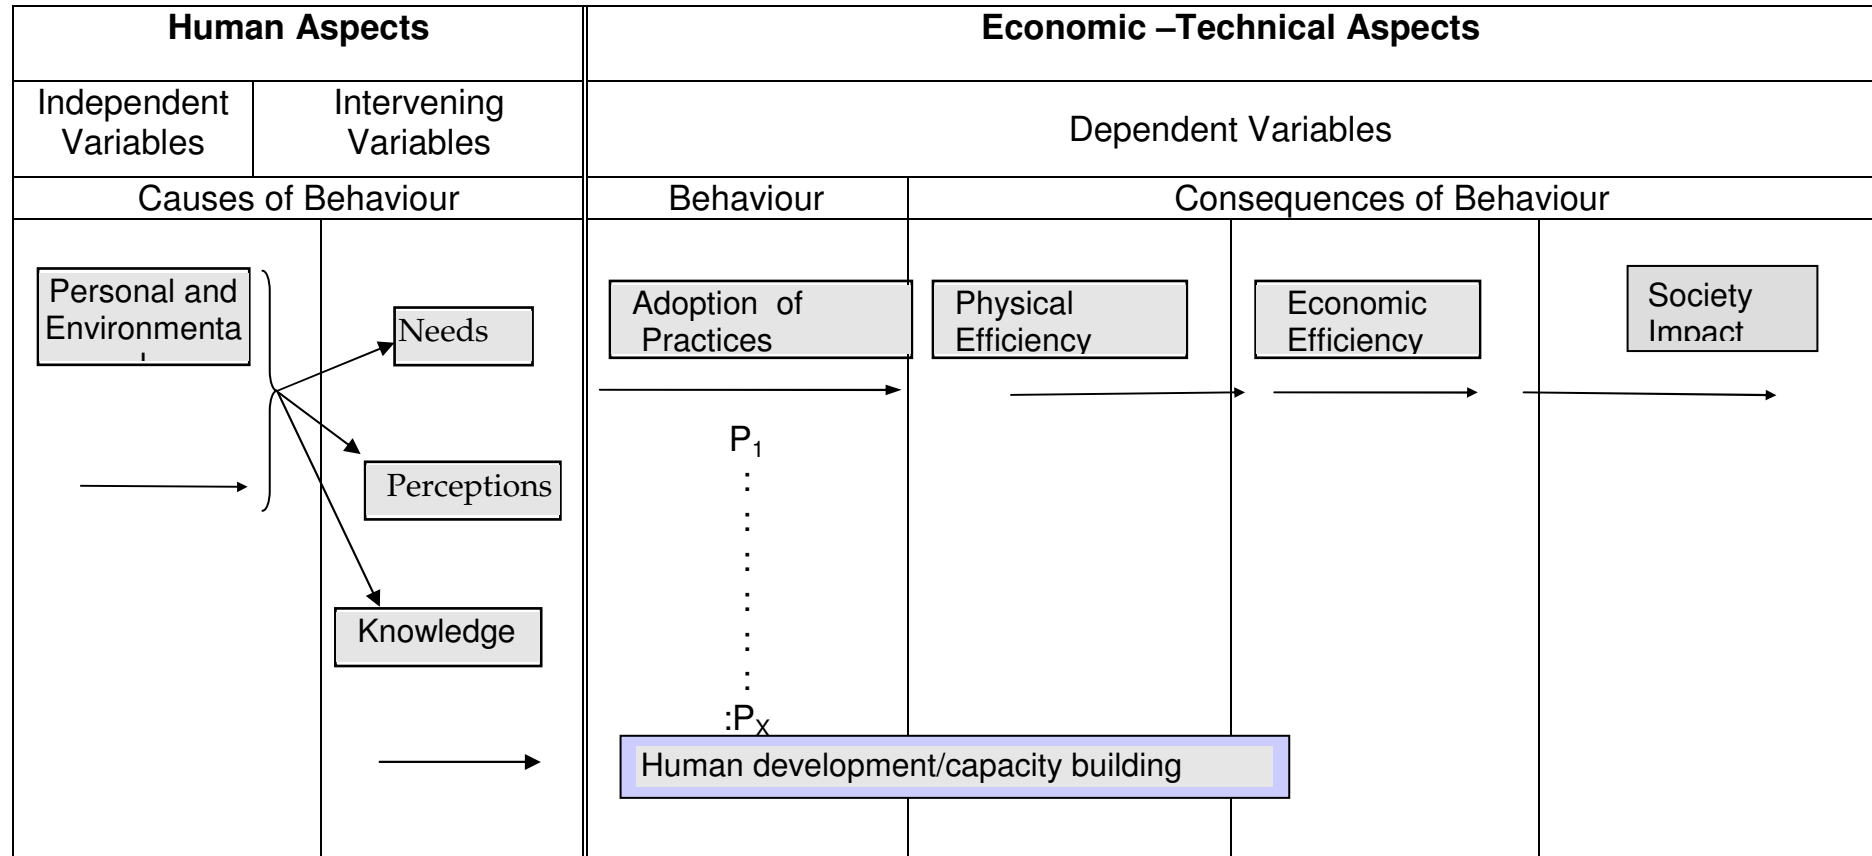 Human Aspects
Economic –Technical Aspects
Independent
Variables
Intervening
Variables
Dependent Variables
Causes of Behaviour
Behaviour
Consequences of Behaviour
Personal and
Environmenta
l
Needs
Perceptions
Knowledge
Adoption of
Practices
P₁
:
:
:
:
:
:
:Pₓ
Physical
Efficiency
Economic
Efficiency
Society
Impact
Human development/capacity building